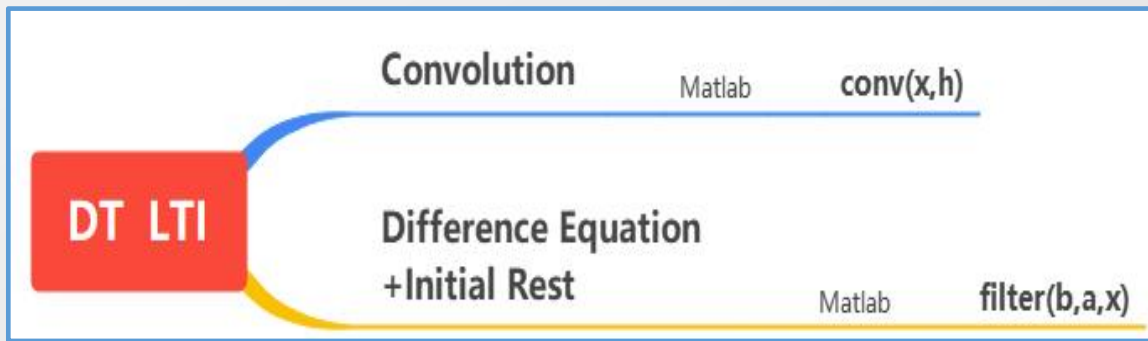 DT LTI
Convolution Matlab conv(x,h)
Difference Equation
+Initial Rest Matlab filter(b,a,x)